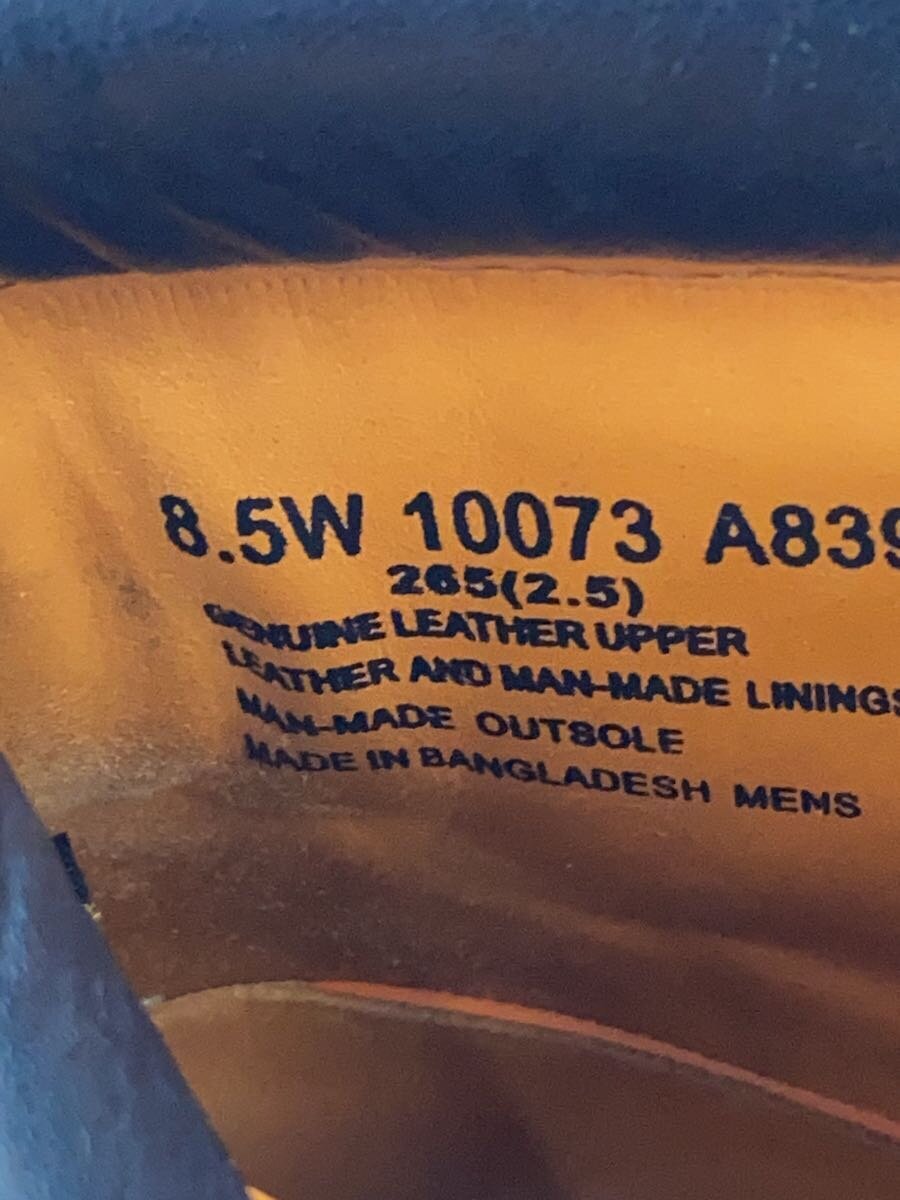 8.5W 10073 A839
265(2.5)
GENUINE LEATHER UPPER
LEATHER AND MAN-MADE LININGS
MAN-MADE OUTSOLE
MADE IN BANGLADESH MENS